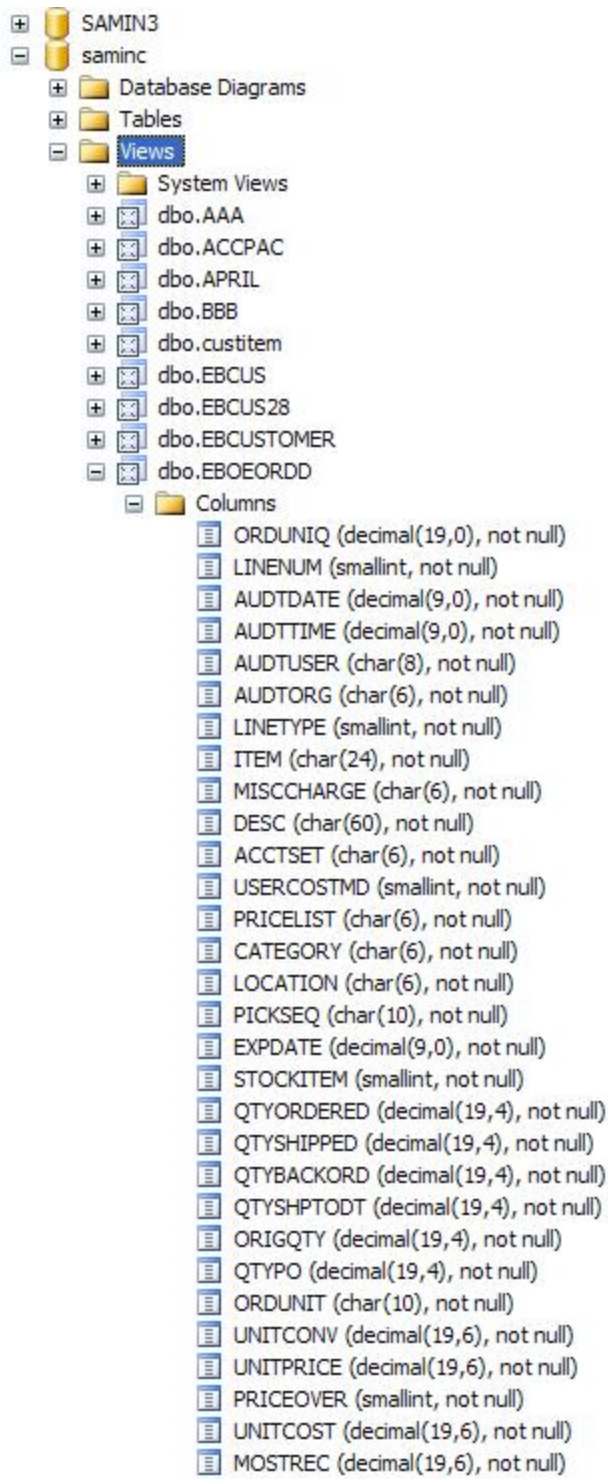 SAMIN3
saminc
Database Diagrams
Tables
Views
System Views
dbo.AAA
dbo.ACCPAC
dbo.APRIL
dbo.BBB
dbo.custitem
dbo.EBCUS
dbo.EBCUS28
dbo.EBCUSTOMER
dbo.EBOEORDD
Columns
ORDUNIQ (decimal(19,0), not null)
LINENUM (smallint, not null)
AUDTDATE (decimal(9,0), not null)
AUDTTIME (decimal(9,0), not null)
AUDTUSER (char(8), not null)
AUDTORG (char(6), not null)
LINETYPE (smallint, not null)
ITEM (char(24), not null)
MISCCHARGE (char(6), not null)
DESC (char(60), not null)
ACCTSET (char(6), not null)
USERCOSTMD (smallint, not null)
PRICELIST (char(6), not null)
CATEGORY (char(6), not null)
LOCATION (char(6), not null)
PICKSEQ (char(10), not null)
EXPDATE (decimal(9,0), not null)
STOCKITEM (smallint, not null)
QTYORDERED (decimal(19,4), not null)
QTYSHIPPED (decimal(19,4), not null)
QTYBACKORD (decimal(19,4), not null)
QTYSHPTODT (decimal(19,4), not null)
ORIGQTY (decimal(19,4), not null)
QTYPO (decimal(19,4), not null)
ORDUNIT (char(10), not null)
UNITCONV (decimal(19,6), not null)
UNITPRICE (decimal(19,6), not null)
PRICEOVER (smallint, not null)
UNITCOST (decimal(19,6), not null)
MOSTREC (decimal(19,6), not null)